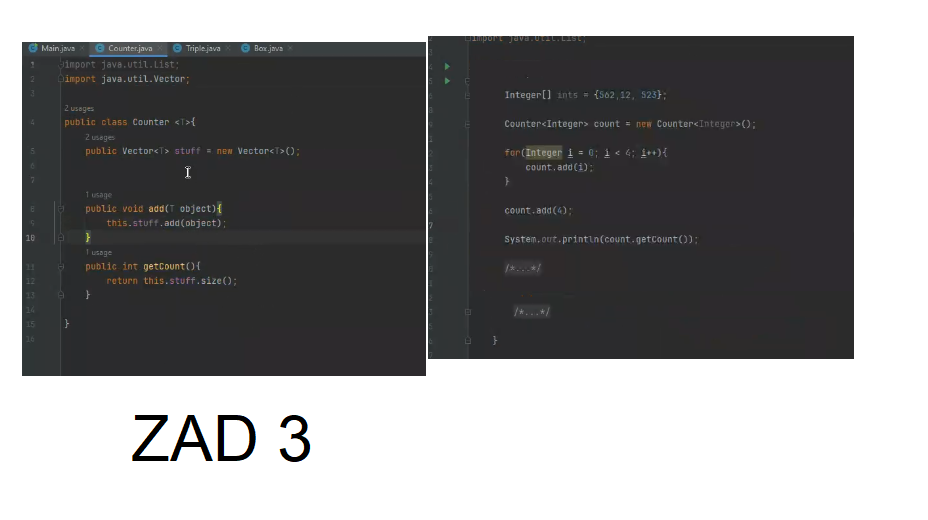 Main.java Counter.java Triple.java Box.java
1 import java.util.List;
2 import java.util.Vector;
3
2 usages
4 public class Counter <T>{
2 usages
5 public Vector<T> stuff = new Vector<T>();
6
7
1 usage
8 public void add(T object){
9 this.stuff.add(object);
10 }
1 usage
11 public int getCount(){
12 return this.stuff.size();
13 }
14
15 }
16
import java.util.List;
Integer[] ints = {562,12, 523};
Counter<Integer> count = new Counter<Integer>();
for(Integer i = 0; i < 4; i++){
count.add(i);
}
count.add(4);
System.out.println(count.getCount());
/*...*/
/*...*/
}
ZAD 3